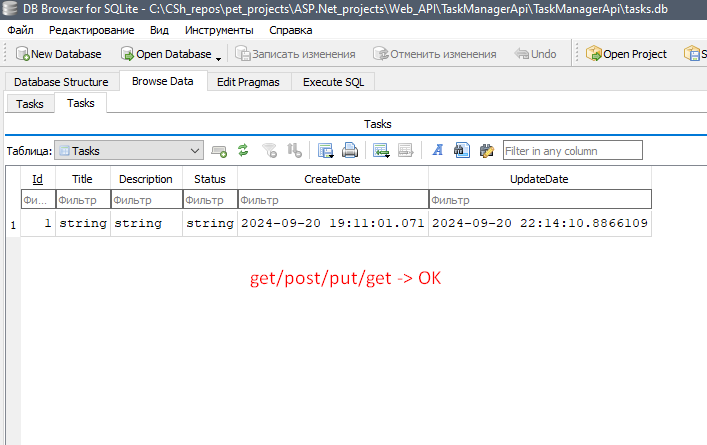 DB Browser for SQLite - C:\CSh_repos\pet_projects\ASP.Net_projects\Web_API\TaskManagerApi\TaskManagerApi\tasks.db
Файл Редактирование Вид Инструменты Справка
New Database Open Database Записать изменения Отменить изменения Undo Open Project S
Database Structure Browse Data Edit Pragmas Execute SQL
Tasks Tasks
Tasks
Таблица: Tasks Filter in any column
Id Title Description Status CreateDate UpdateDate
Фи... Фильтр Фильтр Фильтр Фильтр Фильтр
1 1 string string string 2024-09-20 19:11:01.071 2024-09-20 22:14:10.8866109
get/post/put/get -> OK